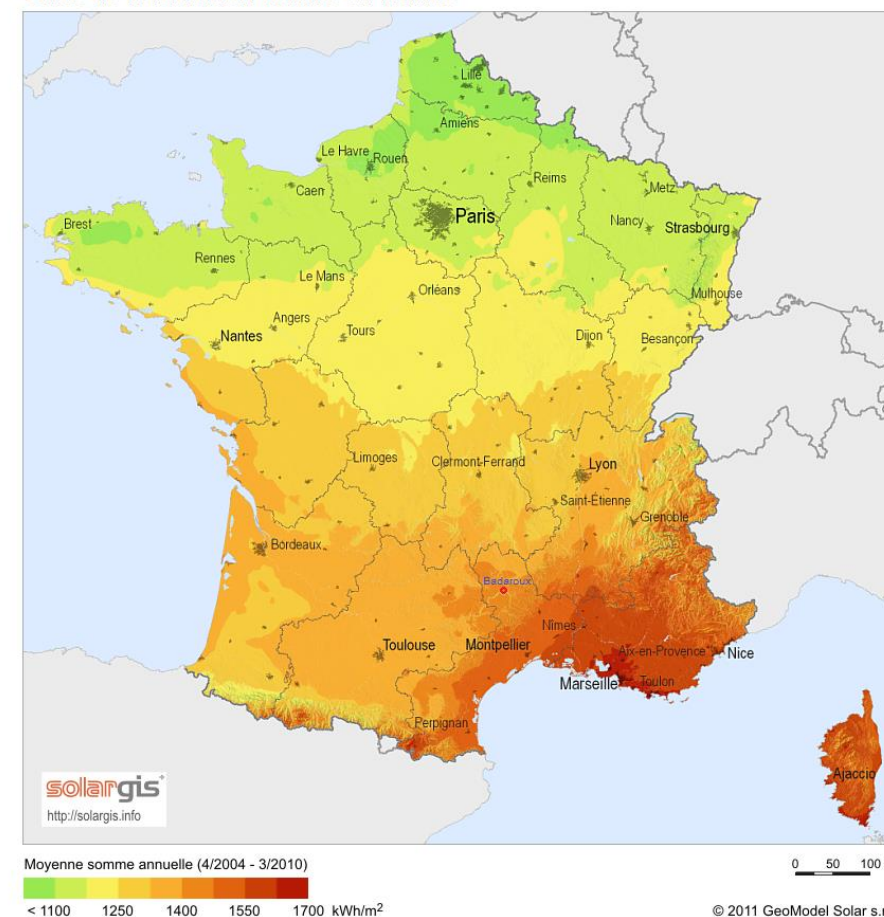 Lille
Amiens
Le Havre
Rouen
Caen
Reims
Metz
Paris
Nancy
Strasbourg
Brest
Rennes
Le Mans
Orléans
Mulhouse
Angers
Nantes
Tours
Dijon
Besançon
Limoges
Clermont-Ferrand
Lyon
Saint-Étienne
Grenoble
Bordeaux
Badaroux
Nîmes
Toulouse
Montpellier
Aix-en-Provence
Nice
Marseille
Toulon
Perpignan
Ajaccio
solargis
http://solargis.info
Moyenne somme annuelle (4/2004 - 3/2010)
0 50 100
< 1100 1250 1400 1550 1700 kWh/m²
© 2011 GeoModel Solar s.r